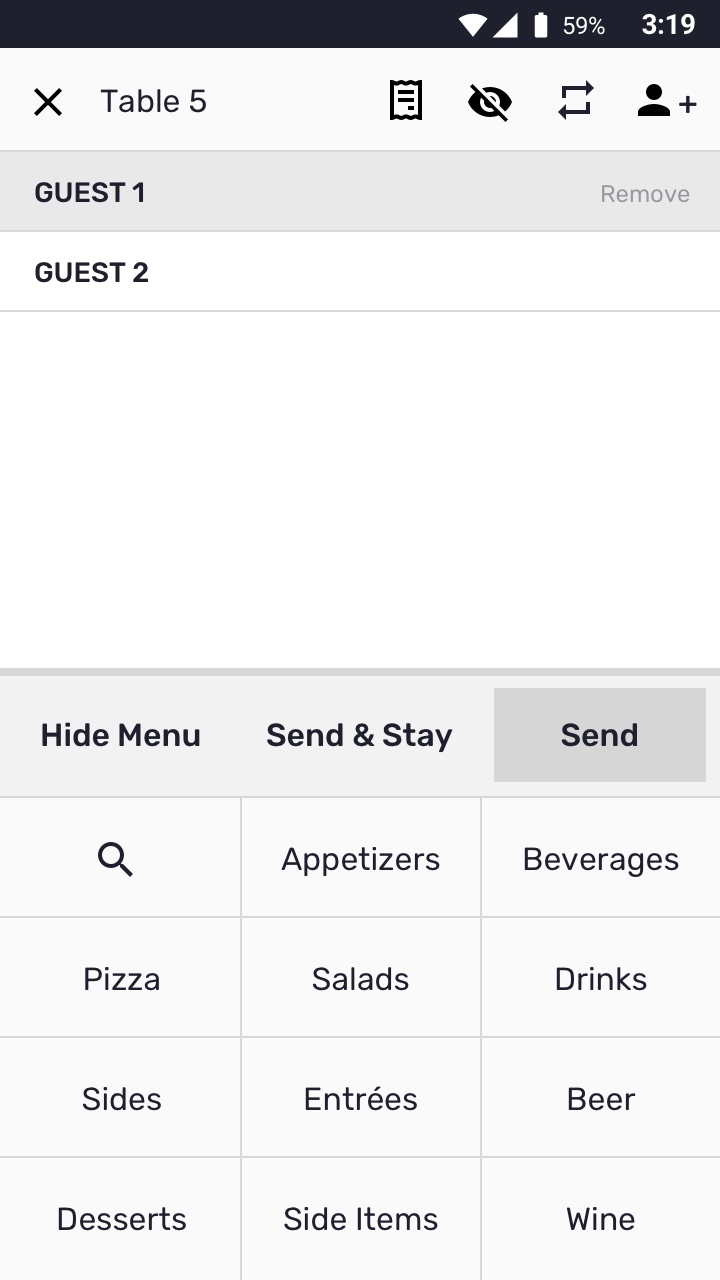 59% 3:19
Table 5
GUEST 1 Remove
GUEST 2
Hide Menu Send & Stay Send
Appetizers Beverages
Pizza Salads Drinks
Sides Entrées Beer
Desserts Side Items Wine